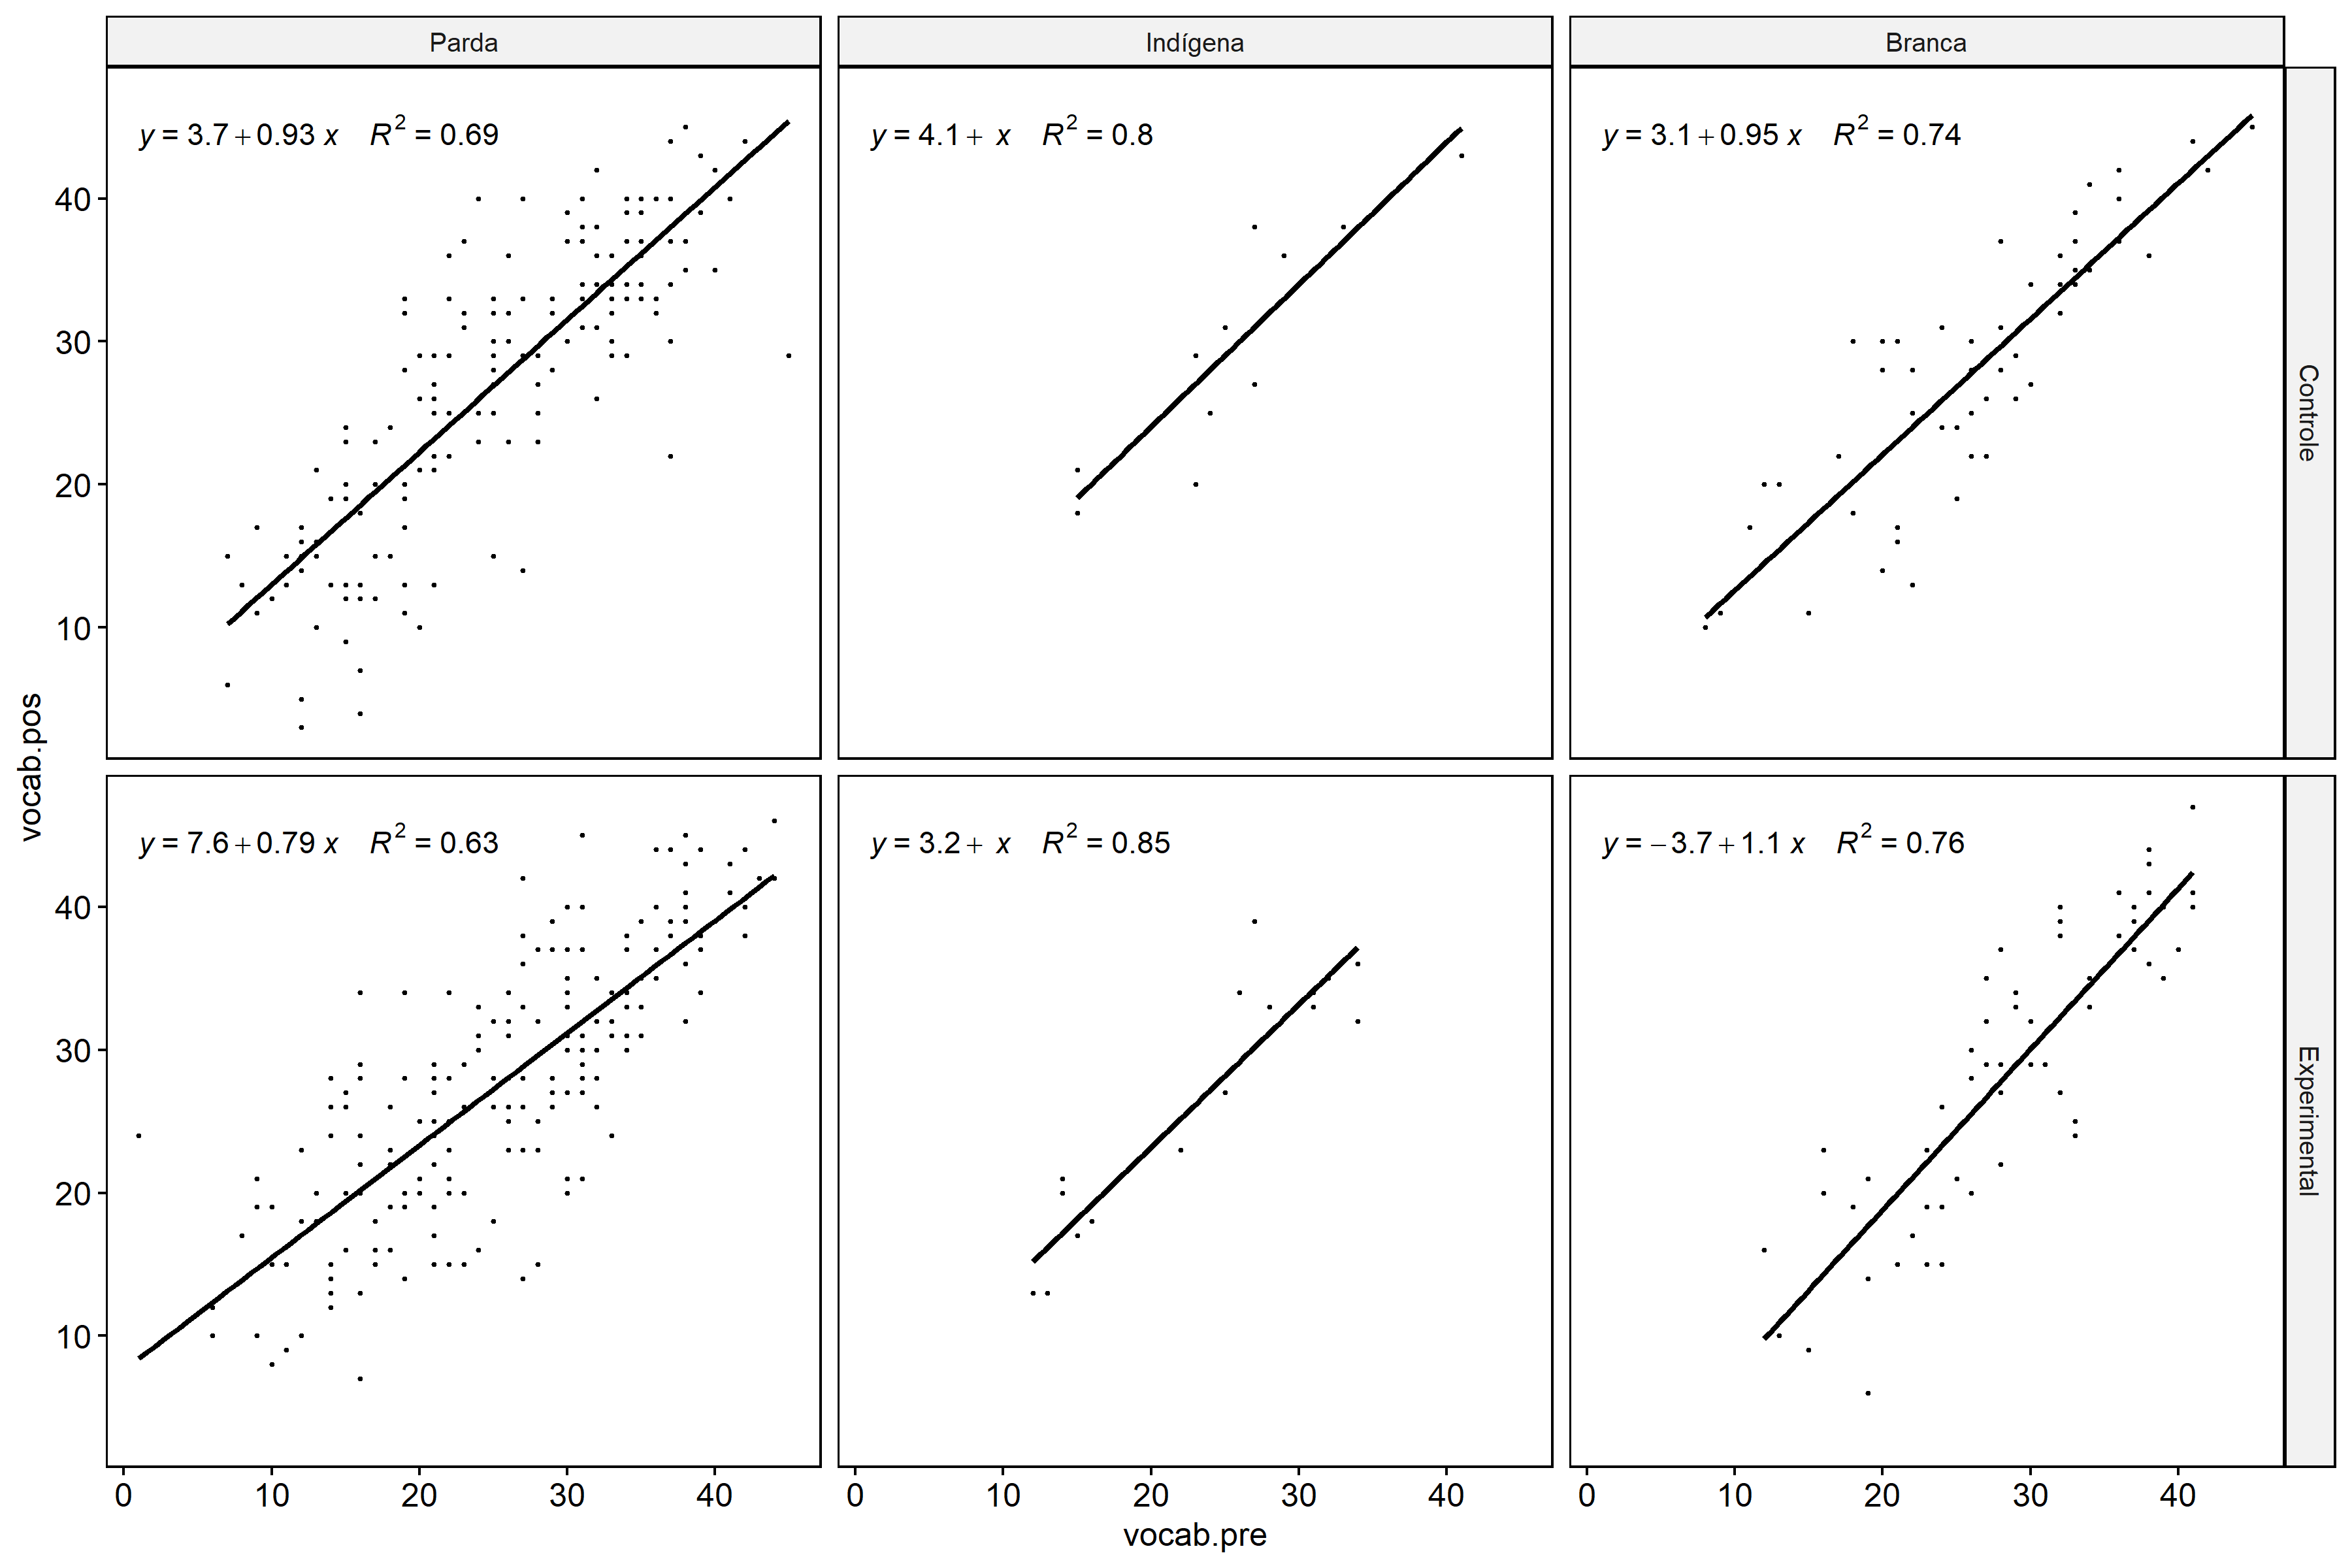 Parda Indígena Branca
y = 3.7 + 0.93 x R² = 0.69
y = 4.1 + x R² = 0.8
y = 3.1 + 0.95 x R² = 0.74
40
30
20
10
Controle
vocab.pos
y = 7.6 + 0.79 x R² = 0.63
y = 3.2 + x R² = 0.85
y = −3.7 + 1.1 x R² = 0.76
40
30
20
10
Experimental
0 10 20 30 40
0 10 20 30 40
0 10 20 30 40
vocab.pre